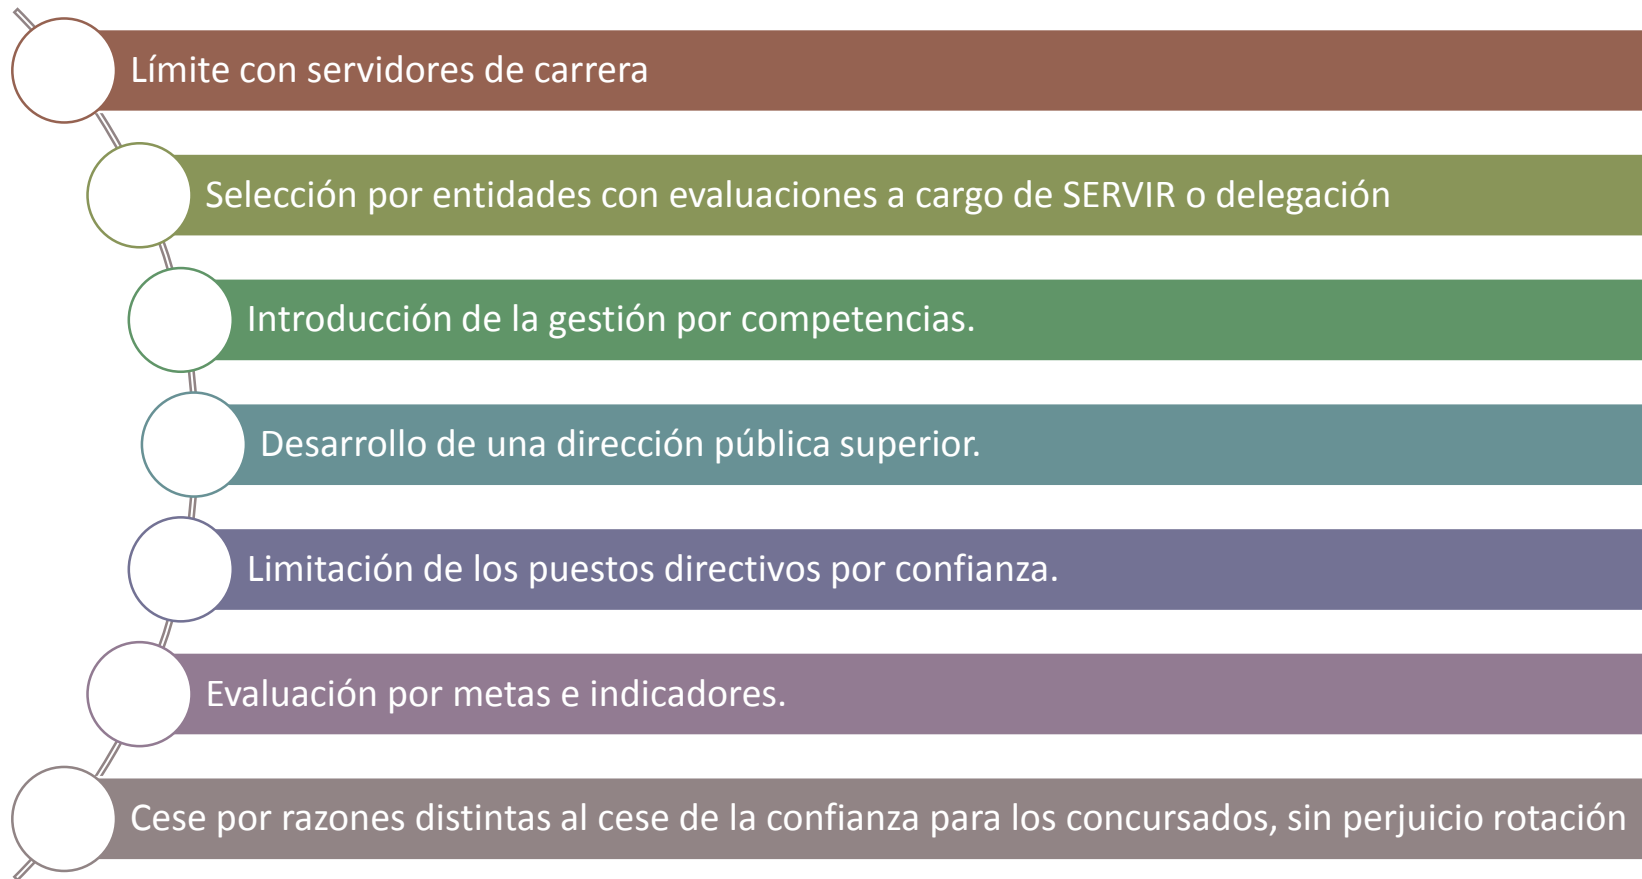 Límite con servidores de carrera
Selección por entidades con evaluaciones a cargo de SERVIR o delegación
Introducción de la gestión por competencias.
Desarrollo de una dirección pública superior.
Limitación de los puestos directivos por confianza.
Evaluación por metas e indicadores.
Cese por razones distintas al cese de la confianza para los concursados, sin perjuicio rotación